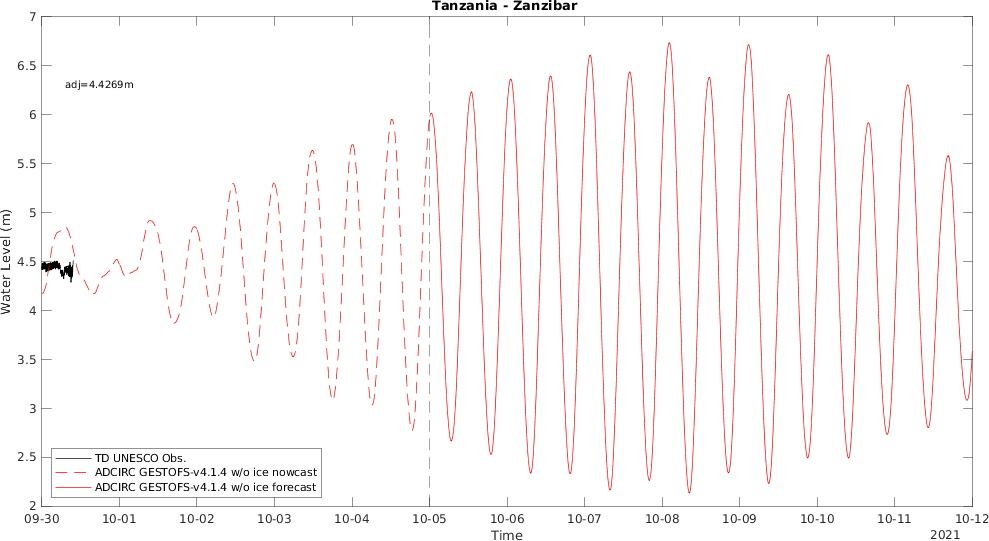 Tanzania - Zanzibar
7
6.5
6
5.5
5
4.5
4
3.5
3
2.5
2
Water Level (m)
adj=4.4269m
TD UNESCO Obs.
ADCIRC GESTOFS-v4.1.4 w/o ice nowcast
ADCIRC GESTOFS-v4.1.4 w/o ice forecast
09-30 10-01 10-02 10-03 10-04 10-05 10-06 10-07 10-08 10-09 10-10 10-11 10-12
Time
2021